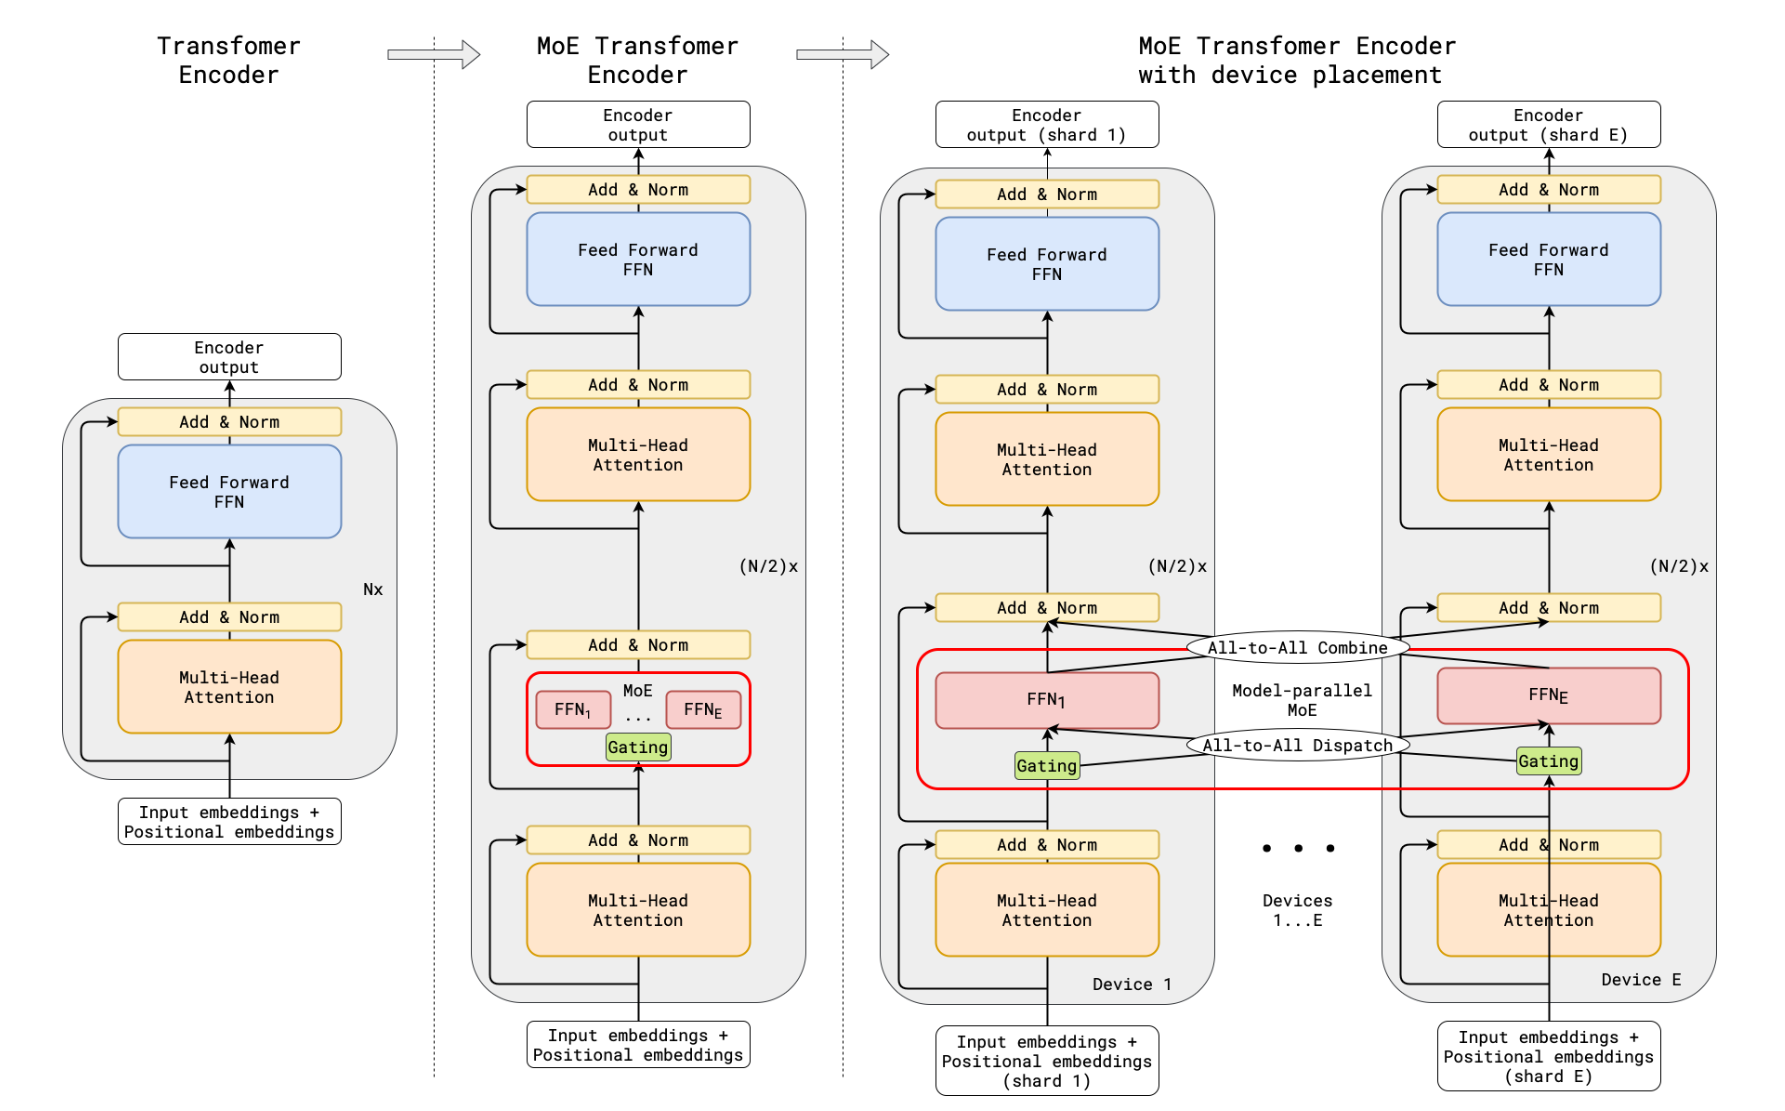 Transfomer
Encoder
Encoder
output
Add & Norm
Feed Forward
FFN
Nx
Add & Norm
Multi-Head
Attention
Input embeddings +
Positional embeddings
MoE Transfomer
Encoder
Encoder
output
Add & Norm
Feed Forward
FFN
Add & Norm
Multi-Head
Attention
(N/2)x
Add & Norm
MoE
FFN1 ... FFNE
Gating
Add & Norm
Multi-Head
Attention
Input embeddings +
Positional embeddings
MoE Transfomer Encoder
with device placement
Encoder
output (shard 1)
Add & Norm
Feed Forward
FFN
Add & Norm
Multi-Head
Attention
(N/2)x
Add & Norm
FFN1
Gating
Add & Norm
Multi-Head
Attention
Device 1
Input embeddings +
Positional embeddings
(shard 1)
All-to-All Combine
Model-parallel
MoE
All-to-All Dispatch
• • •
Devices
1...E
Encoder
output (shard E)
Add & Norm
Feed Forward
FFN
Add & Norm
Multi-Head
Attention
(N/2)x
Add & Norm
FFNE
Gating
Add & Norm
Multi-Head
Attention
Device E
Input embeddings +
Positional embeddings
(shard E)